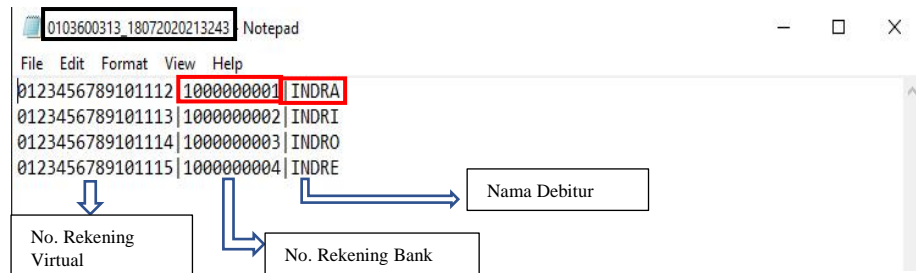 0103600313_18072020213243 - Notepad
File Edit Format View Help
0123456789101112|1000000001|INDRA
0123456789101113|1000000002|INDRI
0123456789101114|1000000003|INDRO
0123456789101115|1000000004|INDRE
Nama Debitur
No. Rekening
Virtual
No. Rekening Bank